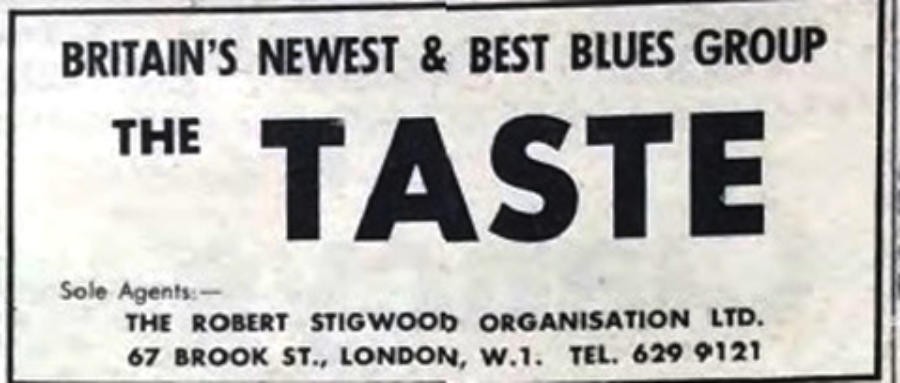 BRITAIN'S NEWEST & BEST BLUES GROUP
THE TASTE
Sole Agents:—
THE ROBERT STIGWOOD ORGANISATION LTD.
67 BROOK ST., LONDON, W.1. TEL. 629 9121